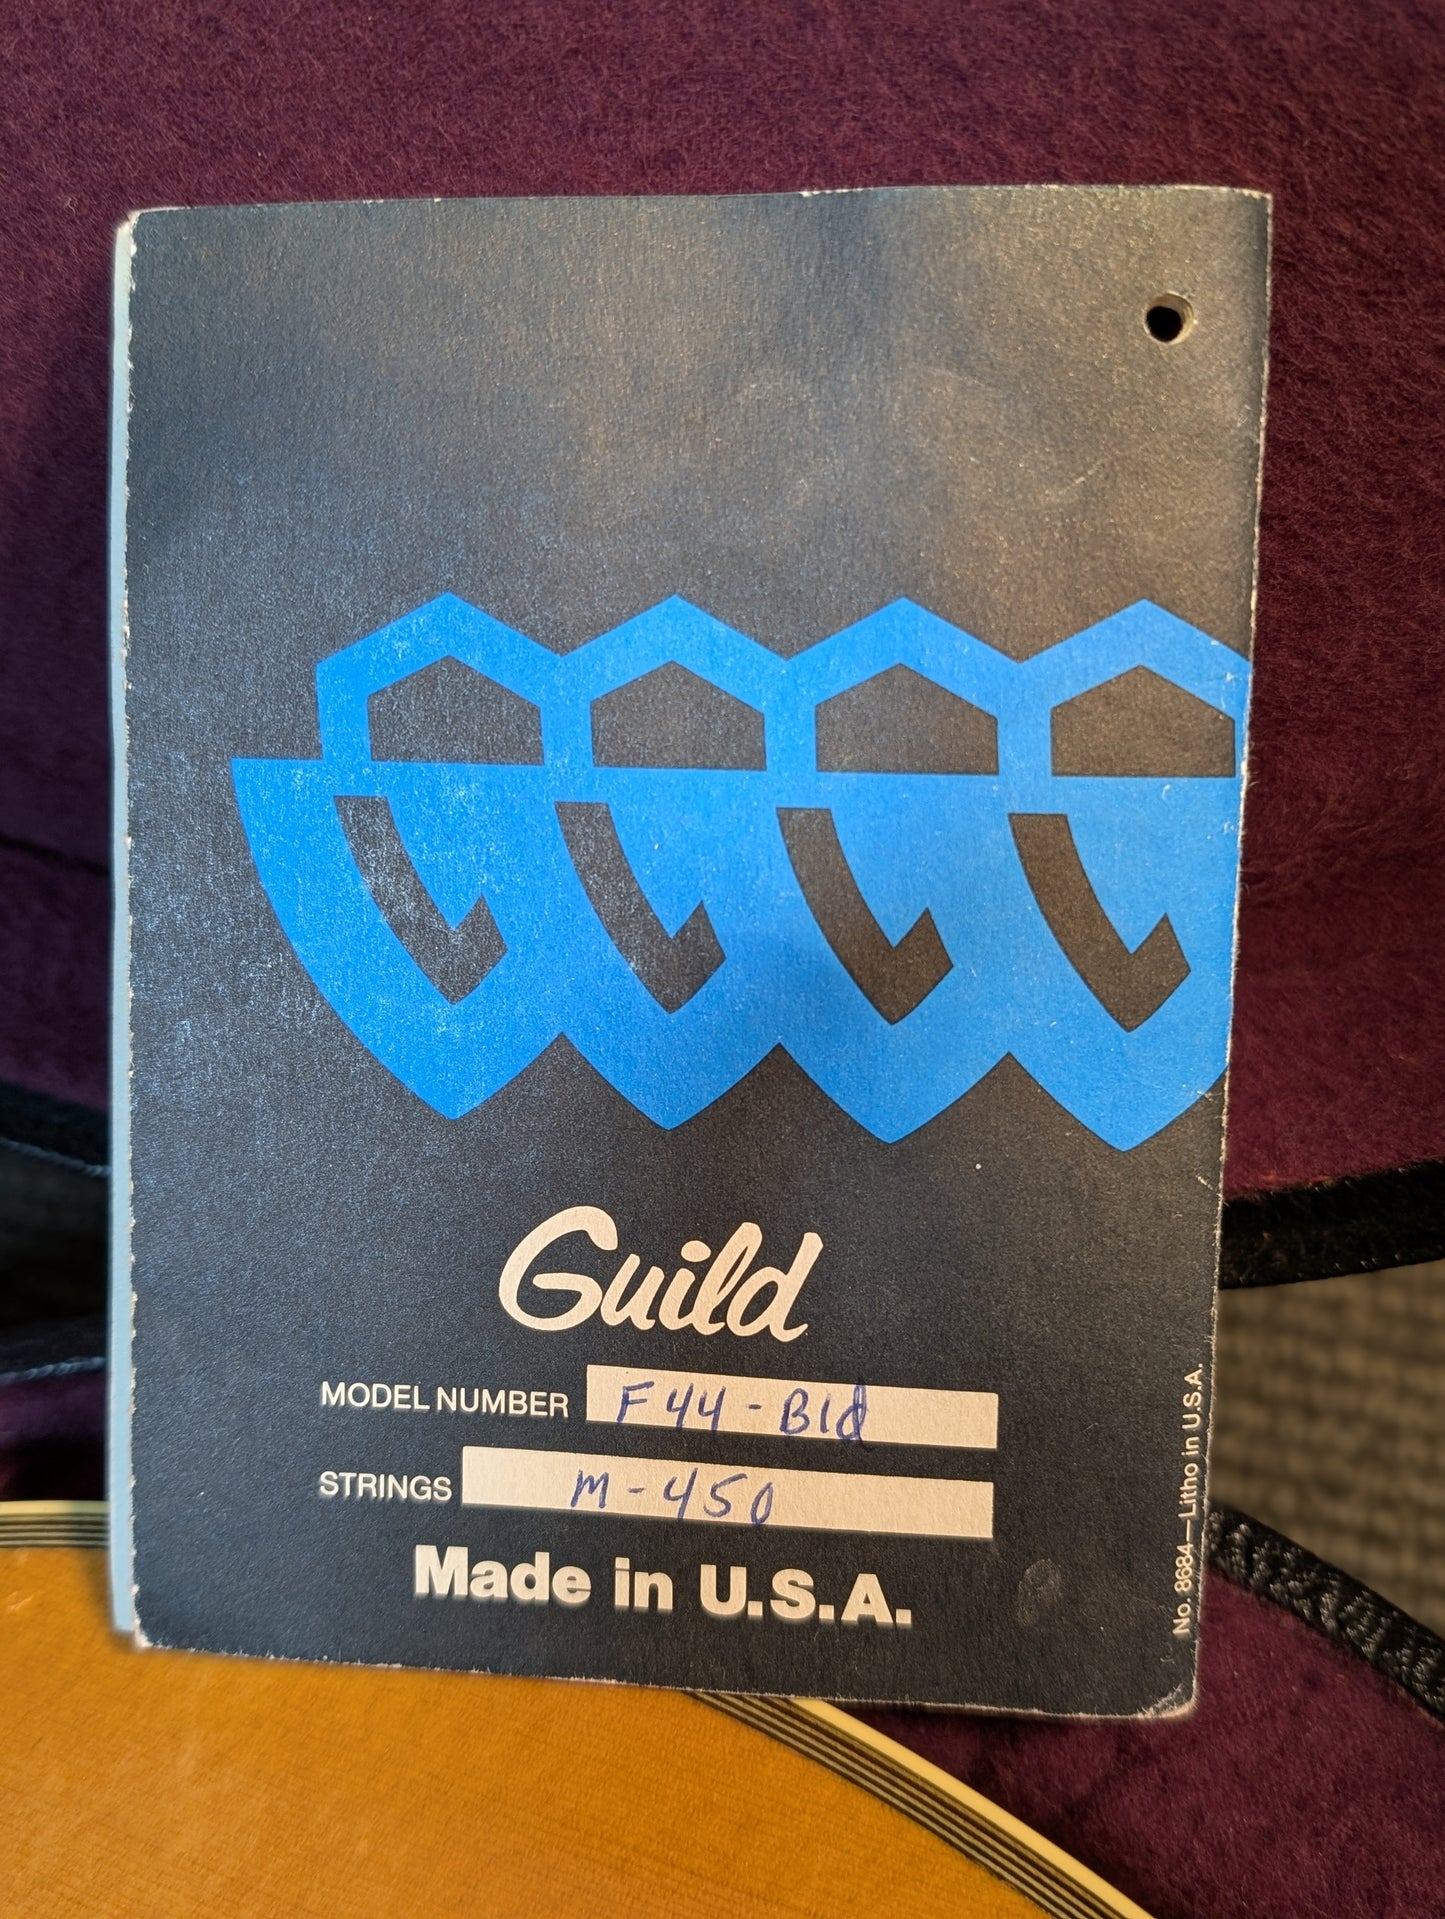 Guild
MODEL NUMBER F44-Bld
STRINGS M-450
Made in U.S.A.
No. 8684—Litho in U.S.A.